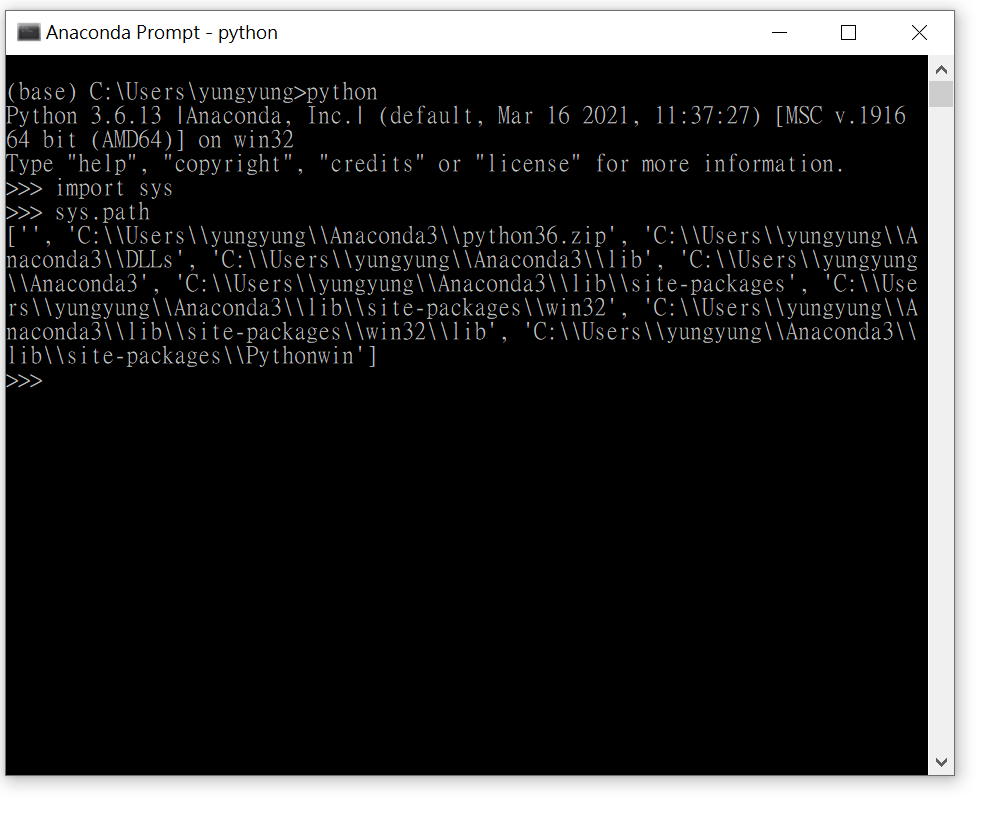 Anaconda Prompt - python
(base) C:\Users\yungyung>python
Python 3.6.13 |Anaconda, Inc.| (default, Mar 16 2021, 11:37:27) [MSC v.1916
64 bit (AMD64)] on win32
Type "help", "copyright", "credits" or "license" for more information.
>>> import sys
>>> sys.path
['', 'C:\\Users\\yungyung\\Anaconda3\\python36.zip', 'C:\\Users\\yungyung\\A
naconda3\\DLLs', 'C:\\Users\\yungyung\\Anaconda3\\lib', 'C:\\Users\\yungyung
\\Anaconda3', 'C:\\Users\\yungyung\\Anaconda3\\lib\\site-packages', 'C:\\Use
rs\\yungyung\\Anaconda3\\lib\\site-packages\\win32', 'C:\\Users\\yungyung\\A
naconda3\\lib\\site-packages\\win32\\lib', 'C:\\Users\\yungyung\\Anaconda3\\
lib\\site-packages\\Pythonwin']
>>>